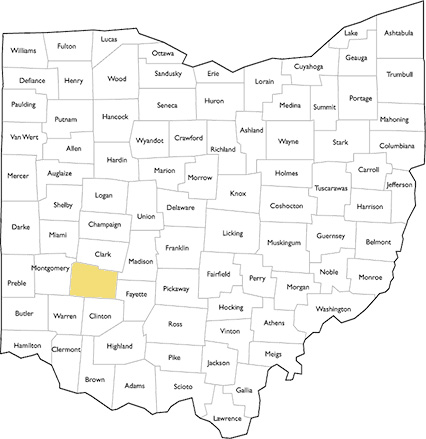 Williams
Fulton
Lucas
Ottawa
Lake
Ashtabula
Geauga
Cuyahoga
Trumbull
Defiance
Henry
Wood
Sandusky
Erie
Lorain
Portage
Summit
Medina
Huron
Seneca
Paulding
Putnam
Hancock
Mahoning
Columbiana
Stark
Wayne
Ashland
Richland
Crawford
Wyandot
Van Wert
Allen
Hardin
Marion
Morrow
Holmes
Carroll
Jefferson
Tuscarawas
Harrison
Mercer
Auglaize
Logan
Knox
Coshocton
Shelby
Union
Delaware
Darke
Miami
Champaign
Licking
Muskingum
Guernsey
Belmont
Clark
Madison
Franklin
Fairfield
Perry
Noble
Monroe
Morgan
Preble
Montgomery
Fayette
Pickaway
Hocking
Washington
Butler
Warren
Clinton
Ross
Vinton
Athens
Hamilton
Clermont
Highland
Pike
Jackson
Meigs
Brown
Adams
Scioto
Gallia
Lawrence